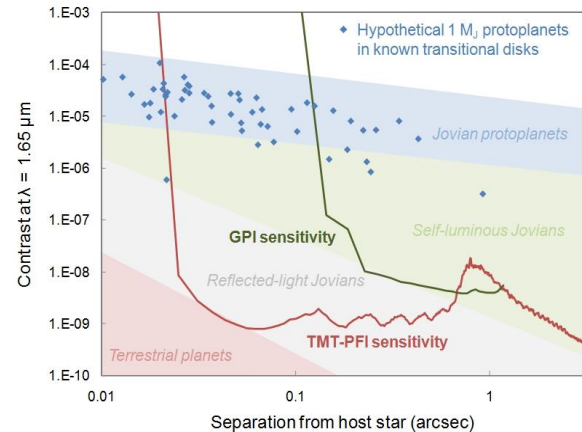 1.E-03
Hypothetical 1 MJ protoplanets
in known transitional disks
1.E-04
1.E-05
Jovian protoplanets
1.E-06
1.E-07
GPI sensitivity
Self-luminous Jovians
1.E-08
Reflected-light Jovians
1.E-09
TMT-PFI sensitivity
Terrestrial planets
1.E-10
0.01
0.1
1
Separation from host star (arcsec)
Contrast at λ = 1.65 µm